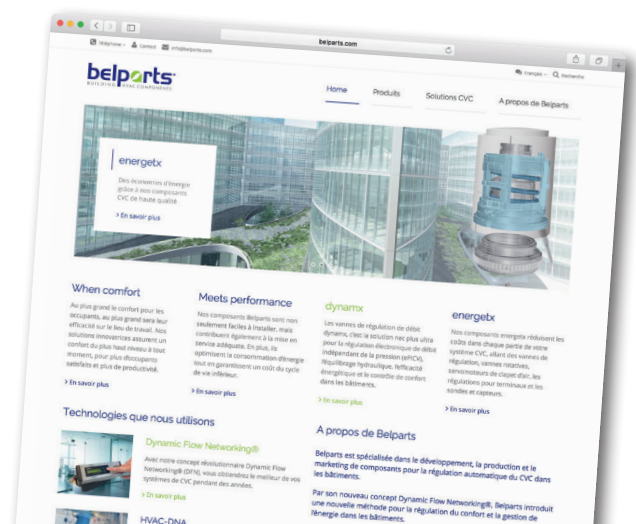 belparts.com
Téléphone Contact info@belparts.com
Français Recherche
belparts
BUILDING HVAC COMPONENTS
Home Produits Solutions CVC A propos de Belparts
energetx
Des économies d'énergie
grâce à nos composants
CVC de haute qualité
> En savoir plus
When comfort
Au plus grand le confort pour les
occupants, au plus grand sera leur
efficacité sur le lieu de travail. Nos
solutions innovatrices assurent un
confort du plus haut niveau à tout
moment, pour plus d'occupants
satisfaits et plus de productivité.
> En savoir plus
Meets performance
Nos composants Belparts sont non
seulement faciles à installer, mais
contribuent également à la mise en
service adéquate. En plus, ils
optimisent la consommation d'énergie
tout en garantissent un coût du cycle
de vie inférieur.
> En savoir plus
dynamx
Les vannes de régulation de débit
dynamx, c'est la solution nec plus ultra
pour la régulation électronique de débit
indépendant de la pression (ePICV),
l'équilibrage hydraulique, l'efficacité
énergétique et le contrôle de confort
dans les bâtiments.
> En savoir plus
energetx
Nos composants energetx réduisent les
coûts dans chaque partie de votre
système CVC, allant des vannes de
régulation, vannes rotatives,
servomoteurs de clapet d'air, les
régulations pour terminaux et les
sondes et capteurs.
> En savoir plus
Technologies que nous utilisons
Dynamic Flow Networking®
Avec notre concept révolutionnaire Dynamic Flow
Networking® (DFN), vous obtiendrez le meilleur de vos
systèmes de CVC pendant des années.
> En savoir plus
HVAC-DNA
A propos de Belparts
Belparts est spécialisée dans le développement, la production et le
marketing de composants pour la régulation automatique du CVC dans
les bâtiments.
Par son nouveau concept Dynamic Flow Networking®, Belparts introduit
une nouvelle méthode pour la régulation du confort et la gestion de
l'énergie dans les bâtiments.